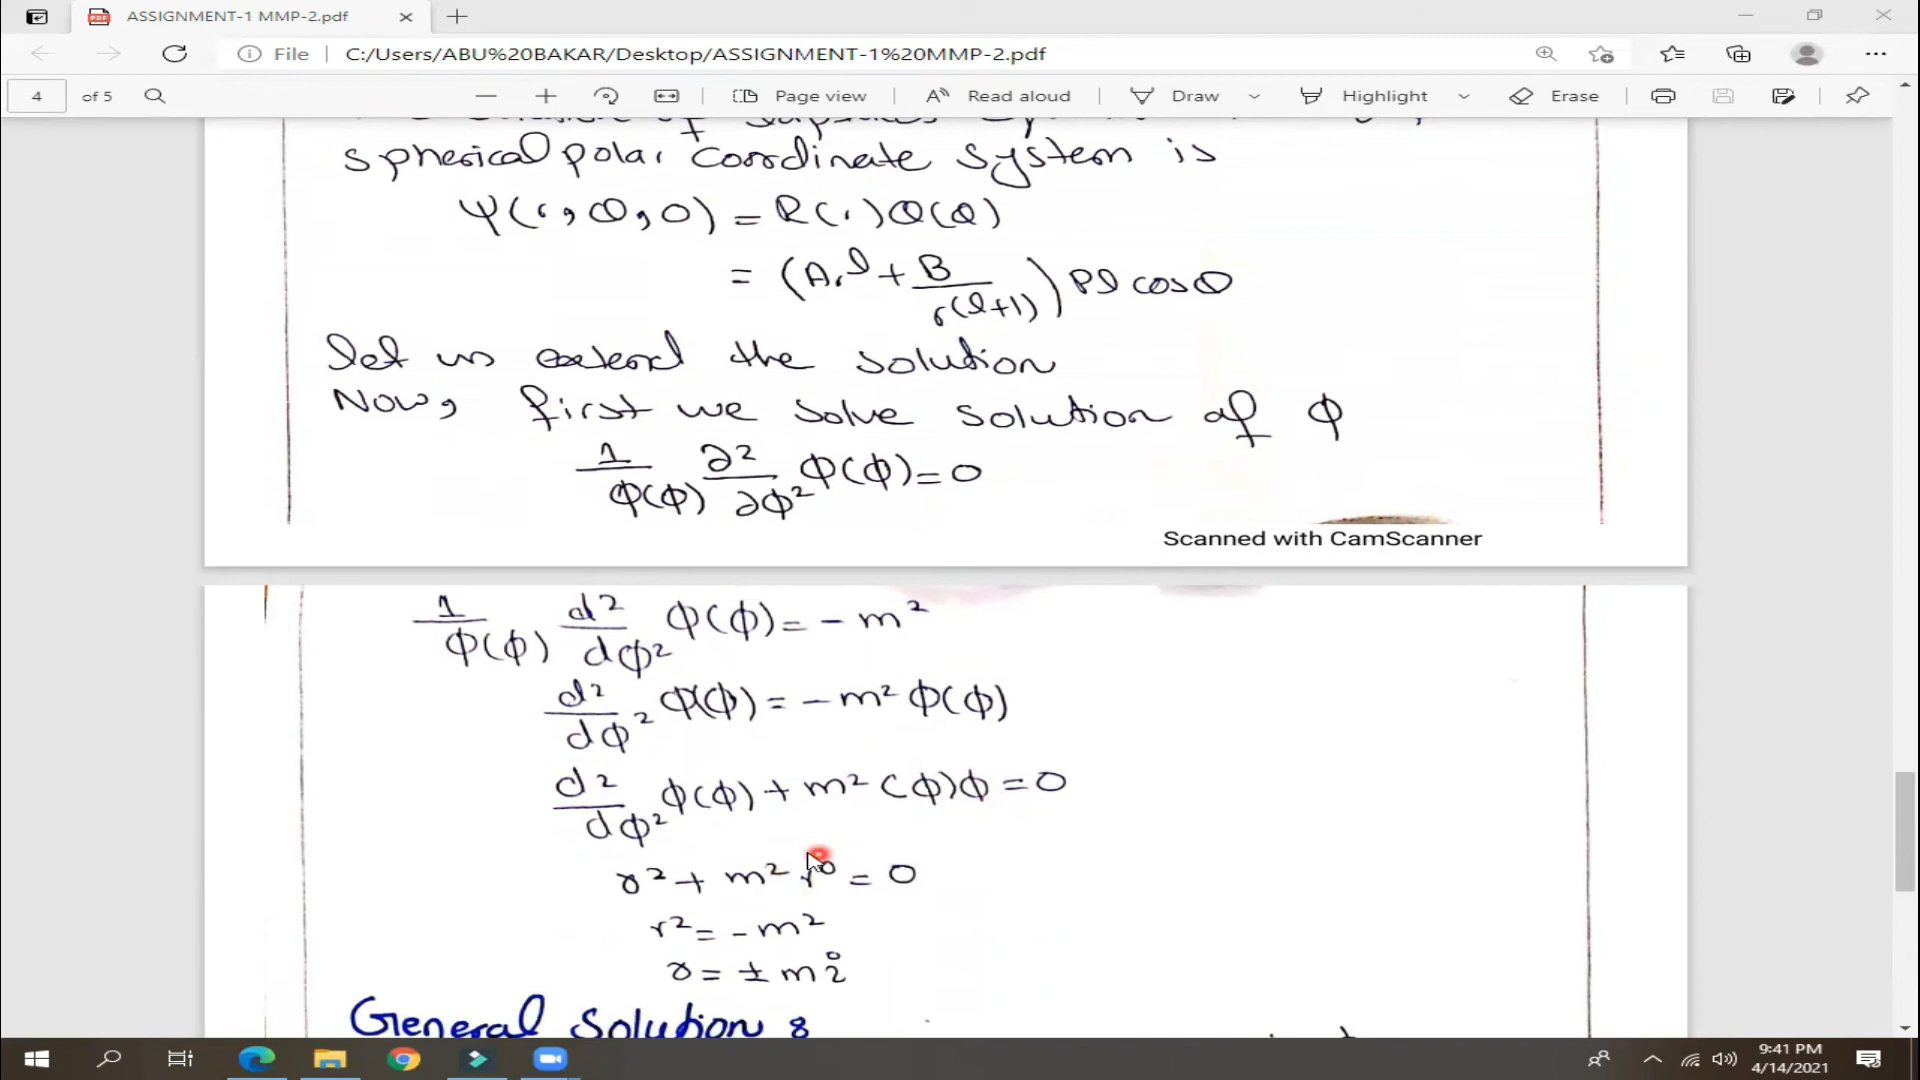 ASSIGNMENT-1 MMP-2.pdf
File C:/Users/ABU%20BAKAR/Desktop/ASSIGNMENT-1%20MMP-2.pdf
4 of 5 Page view Read aloud Draw Highlight Erase
spherical polar coordinate system is
Ψ(r,θ,0) = R(r)Θ(θ)
= (Ar^l + B/r(l+1)) Pl cosθ
let us extend the solution
Now, first we solve solution of Φ
1/Φ(Φ) ∂²/∂Φ² Φ(Φ) = 0
Scanned with CamScanner
1/Φ(Φ) d²/dΦ² Φ(Φ) = - m²
d²/dΦ² Φ(Φ) = - m² Φ(Φ)
d²/dΦ² Φ(Φ) + m² (Φ)Φ = 0
r² + m² r⁰ = 0
r² = - m²
r = ± m i
General Solution :
9:41 PM
4/14/2021